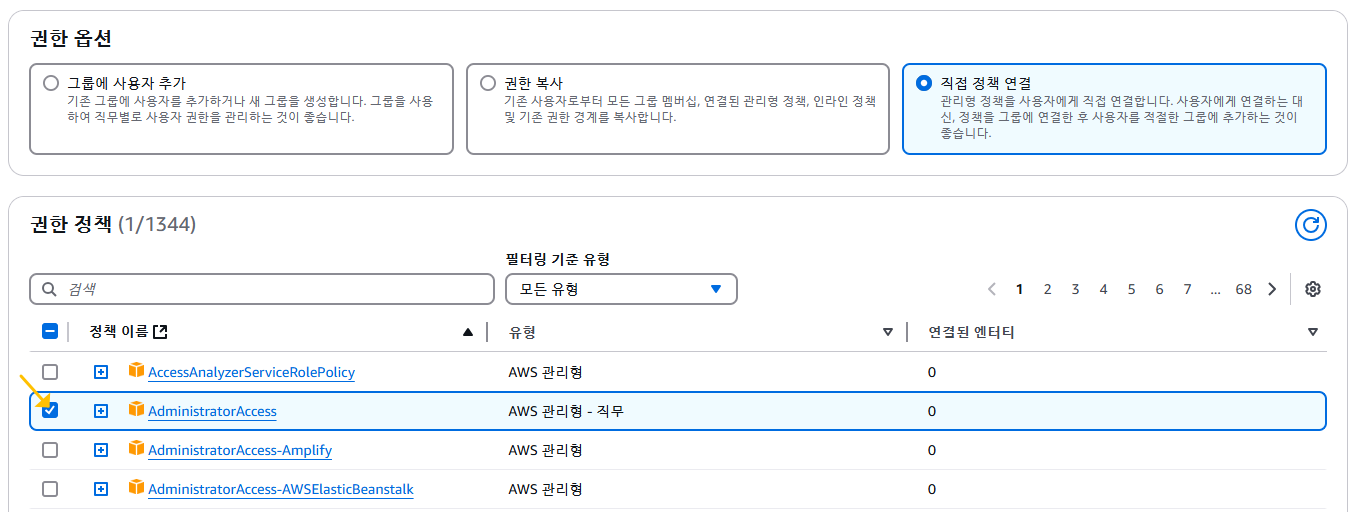 권한 옵션
그룹에 사용자 추가
기존 그룹에 사용자를 추가하거나 새 그룹을 생성합니다. 그룹을 사용
하여 직무별로 사용자 권한을 관리하는 것이 좋습니다.
권한 복사
기존 사용자로부터 모든 그룹 멤버십, 연결된 관리형 정책, 인라인 정책
및 기존 권한 경계를 복사합니다.
직접 정책 연결
관리형 정책을 사용자에게 직접 연결합니다. 사용자에게 연결하는 대
신, 정책을 그룹에 연결한 후 사용자를 적절한 그룹에 추가하는 것이
좋습니다.
권한 정책 (1/1344)
필터링 기준 유형
검색
모든 유형
1 2 3 4 5 6 7 ... 68
정책 이름 유형 연결된 엔터티
AccessAnalyzerServiceRolePolicy AWS 관리형 0
AdministratorAccess AWS 관리형 - 직무 0
AdministratorAccess-Amplify AWS 관리형 0
AdministratorAccess-AWSElasticBeanstalk AWS 관리형 0